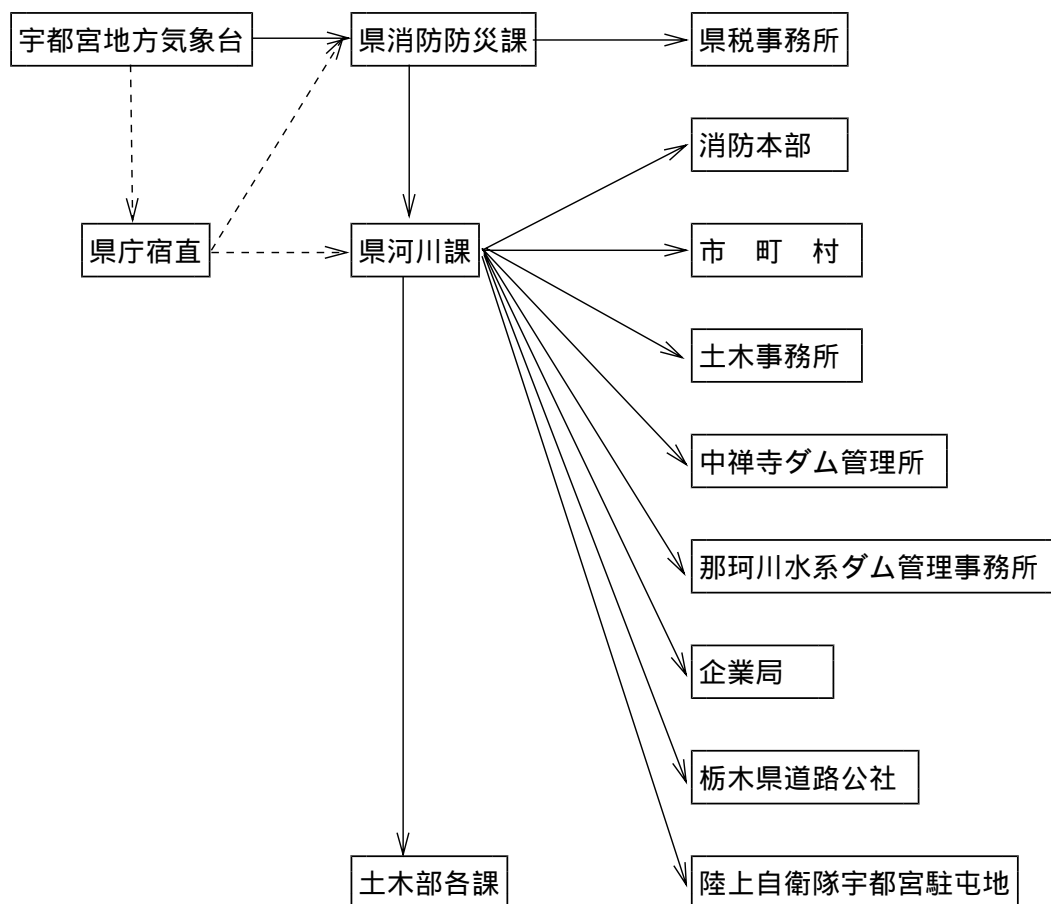 宇都宮地方気象台
県消防防災課
県税事務所
消防本部
県庁宿直
県河川課
市　町　村
土木事務所
中禅寺ダム管理所
那珂川水系ダム管理事務所
企業局
栃木県道路公社
土木部各課
陸上自衛隊宇都宮駐屯地